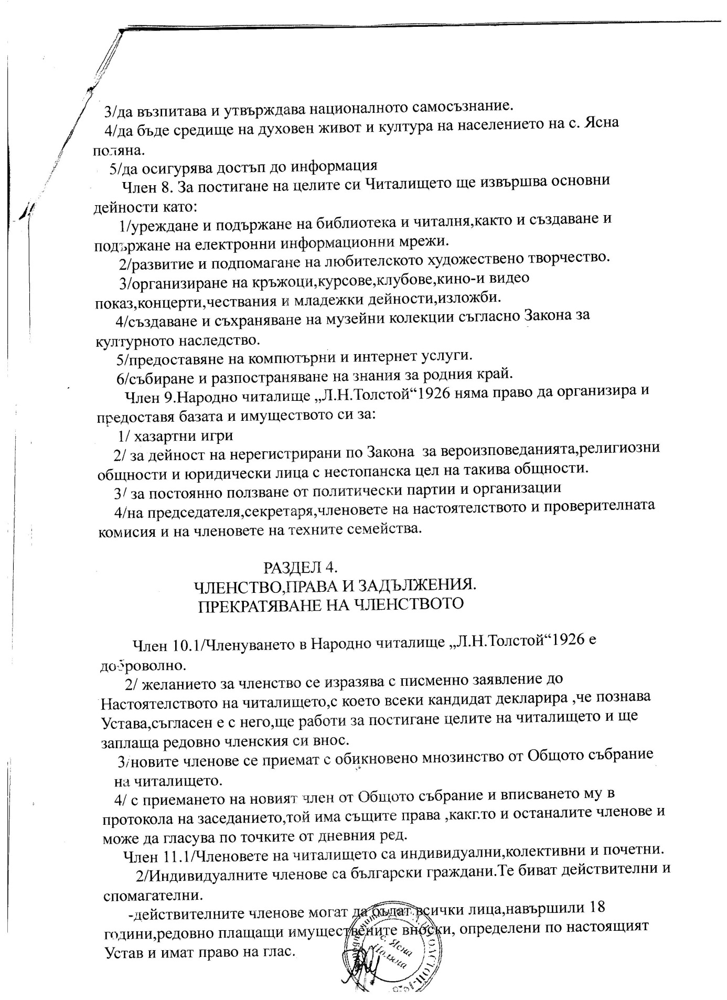 3/да възпитава и утвърждава националното самосъзнание.
4/да бъде средище на духовен живот и култура на населението на с. Ясна
поляна.
5/да осигурява достъп до информация
Член 8. За постигане на целите си Читалището ще извършва основни
дейности като:
1/уреждане и подържане на библиотека и читалня,както и създаване и
подържане на електронни информационни мрежи.
2/развитие и подпомагане на любителското художествено творчество.
3/организиране на кръжоци,курсове,клубове,кино-и видео
показ,концерти,чествания и младежки дейности,изложби.
4/създаване и съхраняване на музейни колекции съгласно Закона за
културното наследство.
5/предоставяне на компютърни и интернет услуги.
6/събиране и разпостраняване на знания за родния край.
Член 9.Народно читалище „Л.Н.Толстой“1926 няма право да организира и
предоставя базата и имуществото си за:
1/ хазартни игри
2/ за дейност на нерегистрирани по Закона за вероизповеданията,религиозни
общности и юридически лица с нестопанска цел на такива общности.
3/ за постоянно ползване от политически партии и организации
4/на председателя,секретаря,членовете на настоятелството и проверителната
комисия и на членовете на техните семейства.
РАЗДЕЛ 4.
ЧЛЕНСТВО,ПРАВА И ЗАДЪЛЖЕНИЯ.
ПРЕКРАТЯВАНЕ НА ЧЛЕНСТВОТО
Член 10.1/Членуването в Народно читалище „Л.Н.Толстой“1926 е
доброволно.
2/ желанието за членство се изразява с писменно заявление до
Настоятелството на читалището,с което всеки кандидат декларира ,че познава
Устава,съгласен е с него,ще работи за постигане целите на читалището и ще
заплаща редовно членския си внос.
3/новите членове се приемат с обикновено мнозинство от Общото събрание
на читалището.
4/ с приемането на новият член от Общото събрание и вписването му в
протокола на заседанието,той има същите права ,какг.то и останалите членове и
може да гласува по точките от дневния ред.
Член 11.1/Членовете на читалището са индивидуални,колективни и почетни.
2/Индивидуалните членове са български граждани.Те биват действителни и
спомагателни.
-действителните членове могат да бъдат всички лица,навършили 18
години,редовно плащащи имуществените вноски, определени по настоящият
Устав и имат право на глас.
с. Ясна
Поляна